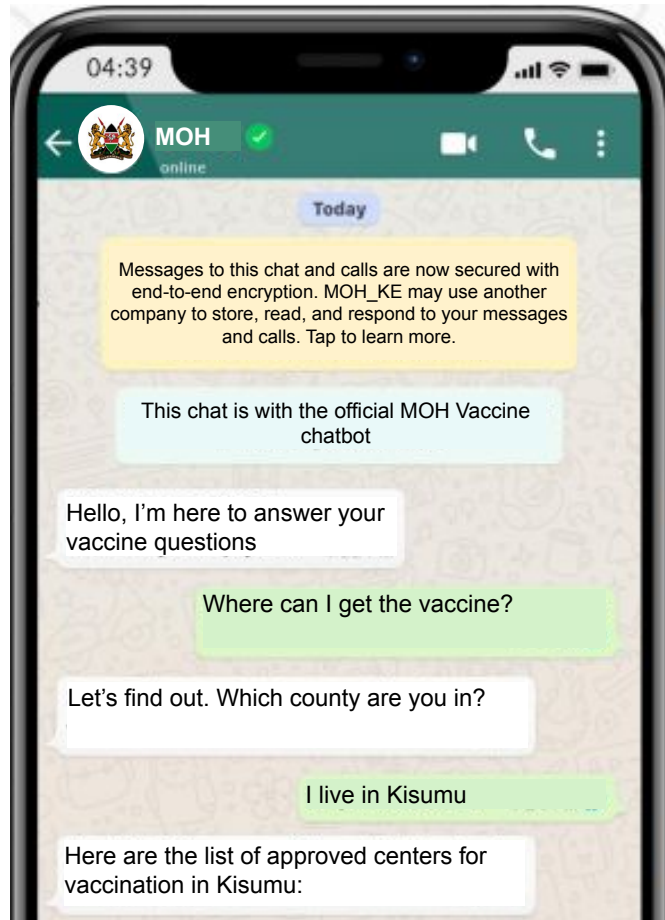 04:39
MOH
online
Today
Messages to this chat and calls are now secured with
end-to-end encryption. MOH_KE may use another
company to store, read, and respond to your messages
and calls. Tap to learn more.
This chat is with the official MOH Vaccine
chatbot
Hello, I’m here to answer your
vaccine questions
Where can I get the vaccine?
Let’s find out. Which county are you in?
I live in Kisumu
Here are the list of approved centers for
vaccination in Kisumu: